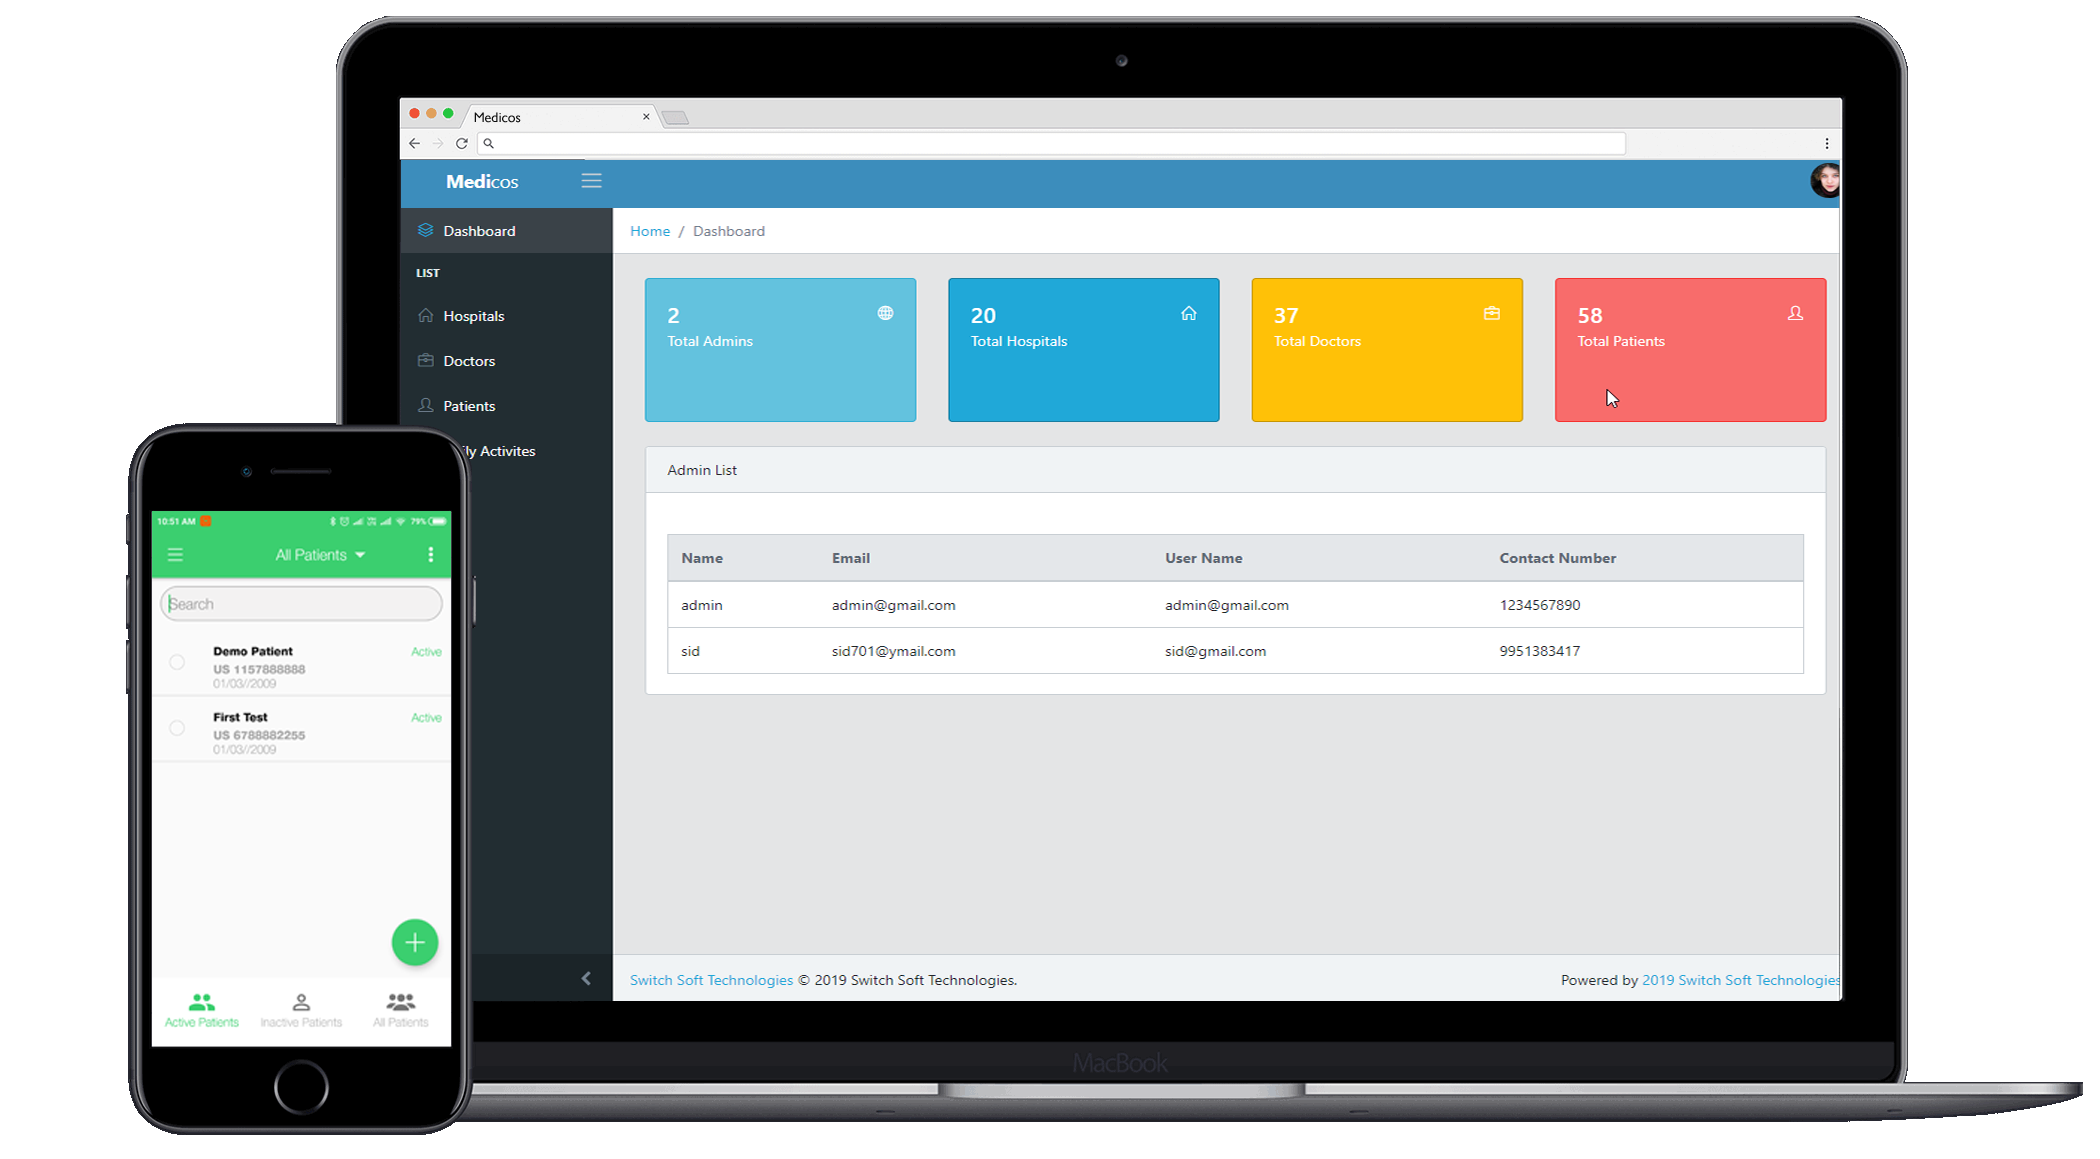 Medicos
Medicos
Dashboard
Home / Dashboard
LIST
Hospitals
Doctors
Patients
ily Activites
2
Total Admins
20
Total Hospitals
37
Total Doctors
58
Total Patients
Admin List
Name Email User Name Contact Number
admin admin@gmail.com admin@gmail.com 1234567890
sid sid701@ymail.com sid@gmail.com 9951383417
Switch Soft Technologies © 2019 Switch Soft Technologies.
Powered by 2019 Switch Soft Technologies
MacBook
10:51 AM 79%
All Patients
Search
Demo Patient Active
US 1157888888
01/03//2009
First Test Active
US 6788882255
01/03//2009
Active Patients Inactive Patients All Patients